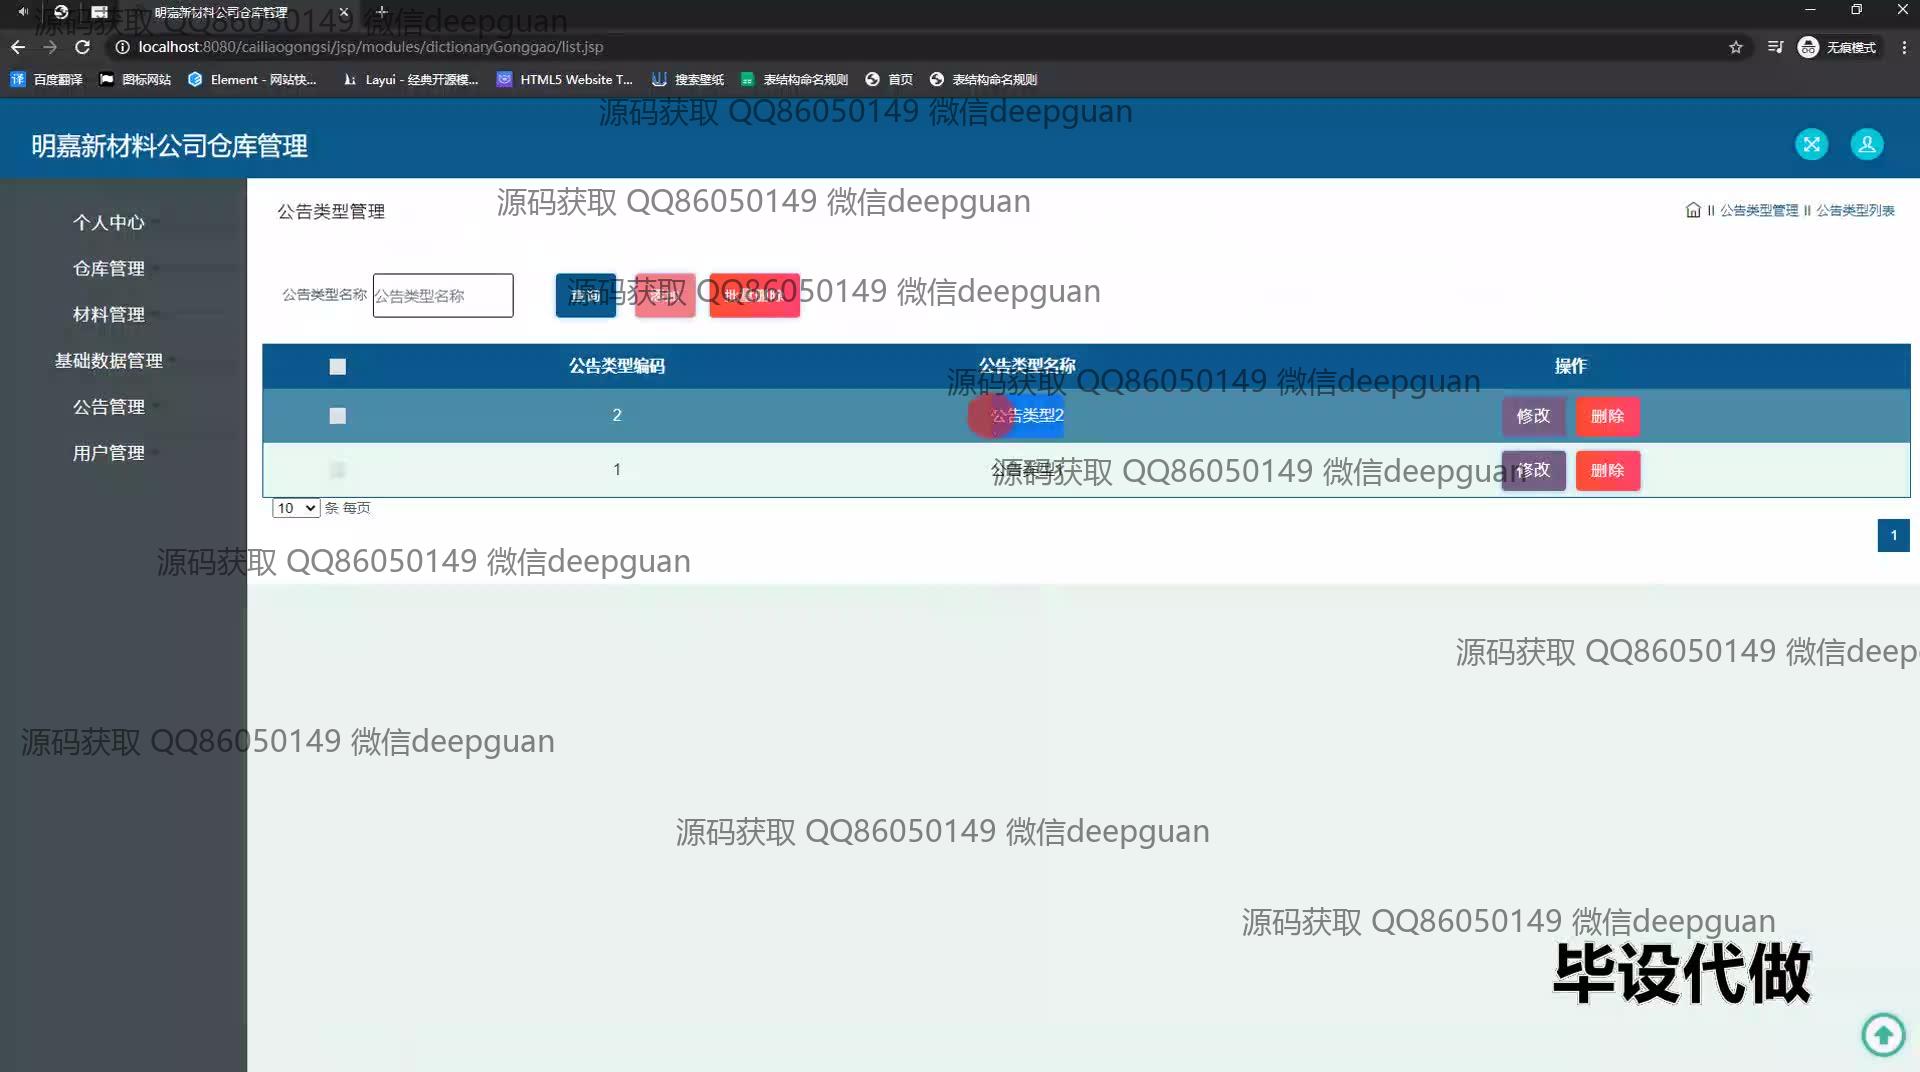 明嘉新材料公司仓库管理
源码获取 QQ86050149 微信deepguan
localhost:8080/cailiaogongsi/jsp/modules/dictionaryGonggao/list.jsp
无痕模式
百度翻译
图标网站
Element - 网站快...
Layui - 经典开源模...
HTML5 Website T...
搜索壁纸
表结构命名规则
首页
表结构命名规则
源码获取 QQ86050149 微信deepguan
明嘉新材料公司仓库管理
源码获取 QQ86050149 微信deepguan
公告类型管理
II 公告类型管理 II 公告类型列表
个人中心
仓库管理
材料管理
基础数据管理
公告管理
用户管理
公告类型名称
公告类型名称
查询
批量删除
源码获取 QQ86050149 微信deepguan
公告类型编码
公告类型名称
操作
源码获取 QQ86050149 微信deepguan
2
公告类型2
修改
删除
1
公告类型1
修改
删除
源码获取 QQ86050149 微信deepguan
10
条 每页
1
源码获取 QQ86050149 微信deepguan
源码获取 QQ86050149 微信deep
源码获取 QQ86050149 微信deepguan
源码获取 QQ86050149 微信deepguan
源码获取 QQ86050149 微信deepguan
毕设代做